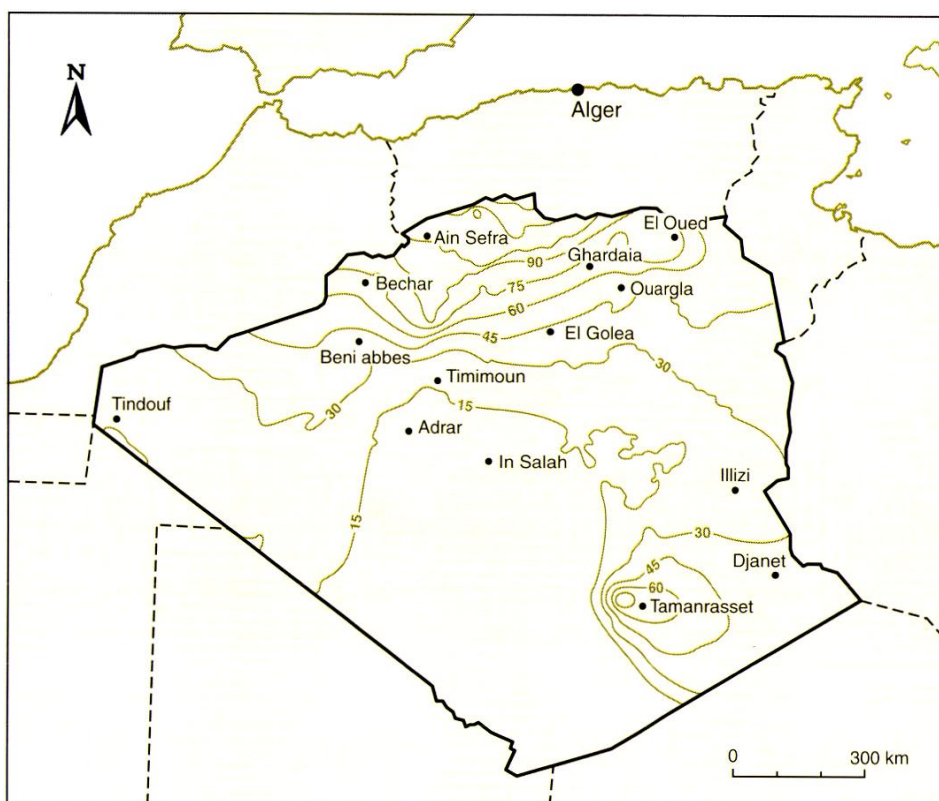 N
Alger
El Oued
Ain Sefra
90
Ghardaia
Bechar
75
Ouargla
60
45
El Golea
Beni abbes
30
Timimoun
30
15
Tindouf
Adrar
In Salah
Illizi
15
30
Djanet
45
60
Tamanrasset
0
300 km